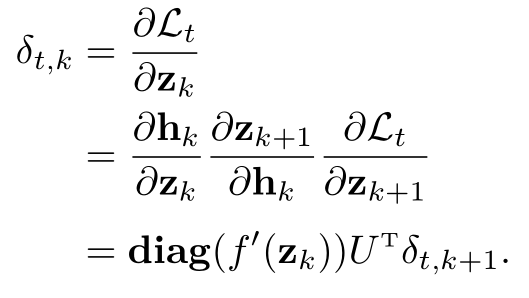 δ_{t,k} = ∂ℒ_t / ∂𝐳_k
= ∂𝐡_k / ∂𝐳_k ∂𝐳_{k+1} / ∂𝐡_k ∂ℒ_t / ∂𝐳_{k+1}
= 𝐝𝐢𝐚𝐠(f′(𝐳_k))U^⊤δ_{t,k+1}.